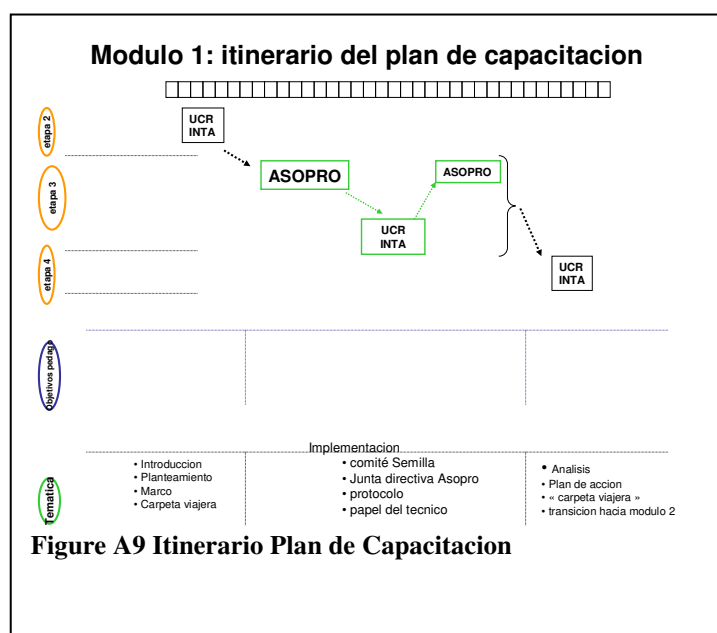 Modulo 1: itinerario del plan de capacitacion
etapa 2
UCR
INTA
etapa 3
ASOPRO
ASOPRO
UCR
INTA
etapa 4
UCR
INTA
Objetivos pedago
Tematica
• Introduccion
• Planteamiento
• Marco
• Carpeta viajera
Implementacion
• comité Semilla
• Junta directiva Asopro
• protocolo
• papel del tecnico
• Analisis
• Plan de accion
• « carpeta viajera »
• transicion hacia modulo 2
Figure A9 Itinerario Plan de Capacitacion